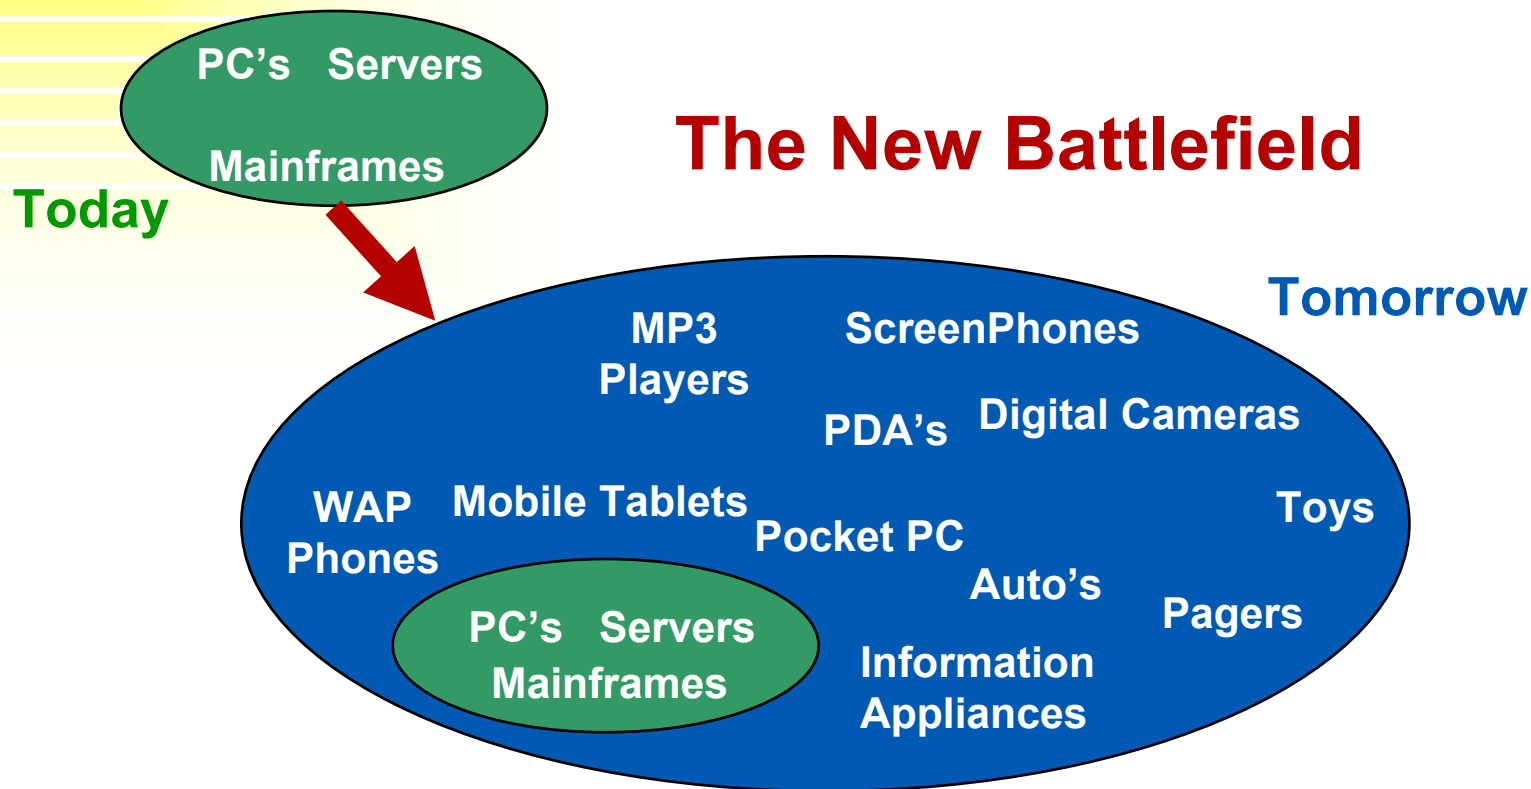 PC’s Servers
Mainframes
The New Battlefield
Today
Tomorrow
MP3
Players
ScreenPhones
PDA’s
Digital Cameras
WAP
Phones
Mobile Tablets
Pocket PC
Toys
Auto’s
Pagers
PC’s Servers
Mainframes
Information
Appliances